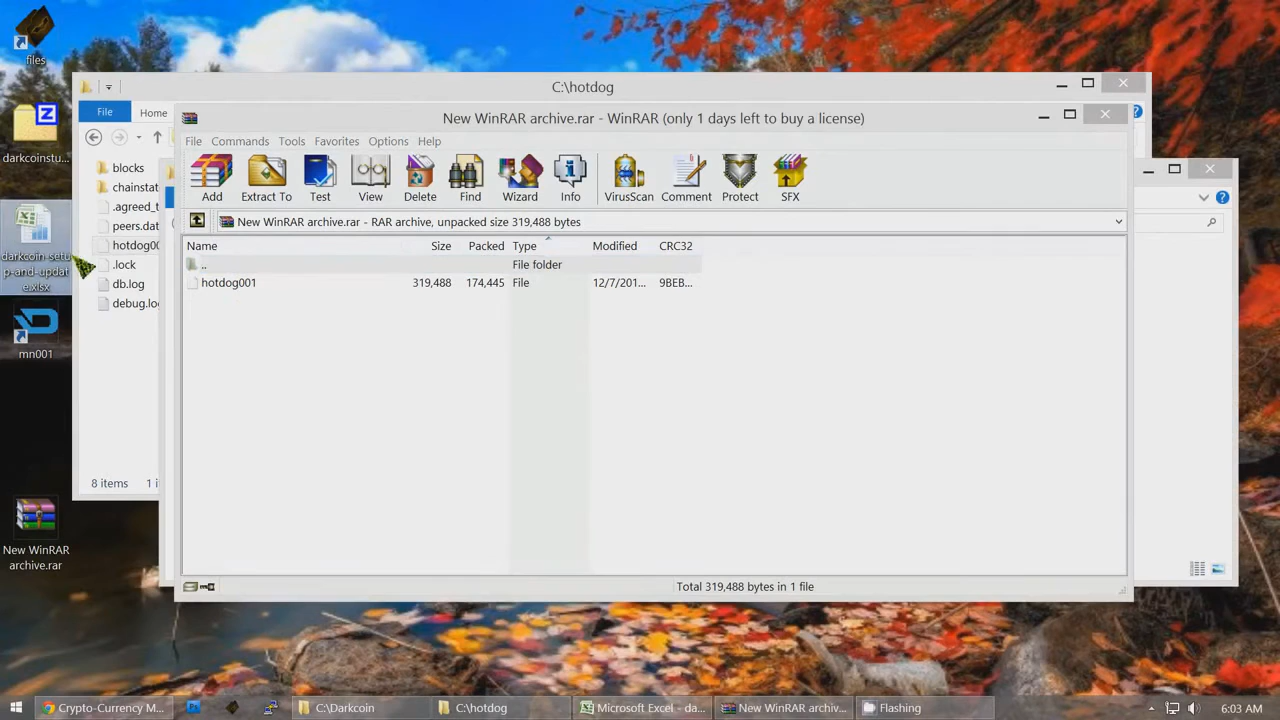 files
darkcoinstu...
darkcoin-setu
p-and-updat
e.xlsx
mn001
New WinRAR
archive.rar
C:\hotdog
File
Home
blocks
chainstat
.agreed_t
peers.dat
hotdog00
.lock
db.log
debug.log
8 items
New WinRAR archive.rar - WinRAR (only 1 days left to buy a license)
File Commands Tools Favorites Options Help
Add Extract To Test View Delete Find Wizard Info VirusScan Comment Protect SFX
New WinRAR archive.rar - RAR archive, unpacked size 319,488 bytes
Name Size Packed Type Modified CRC32
.. File folder
hotdog001 319,488 174,445 File 12/7/201... 9BEB...
Total 319,488 bytes in 1 file
Crypto-Currency M... C:\Darkcoin C:\hotdog Microsoft Excel - da... New WinRAR archiv... Flashing 6:03 AM